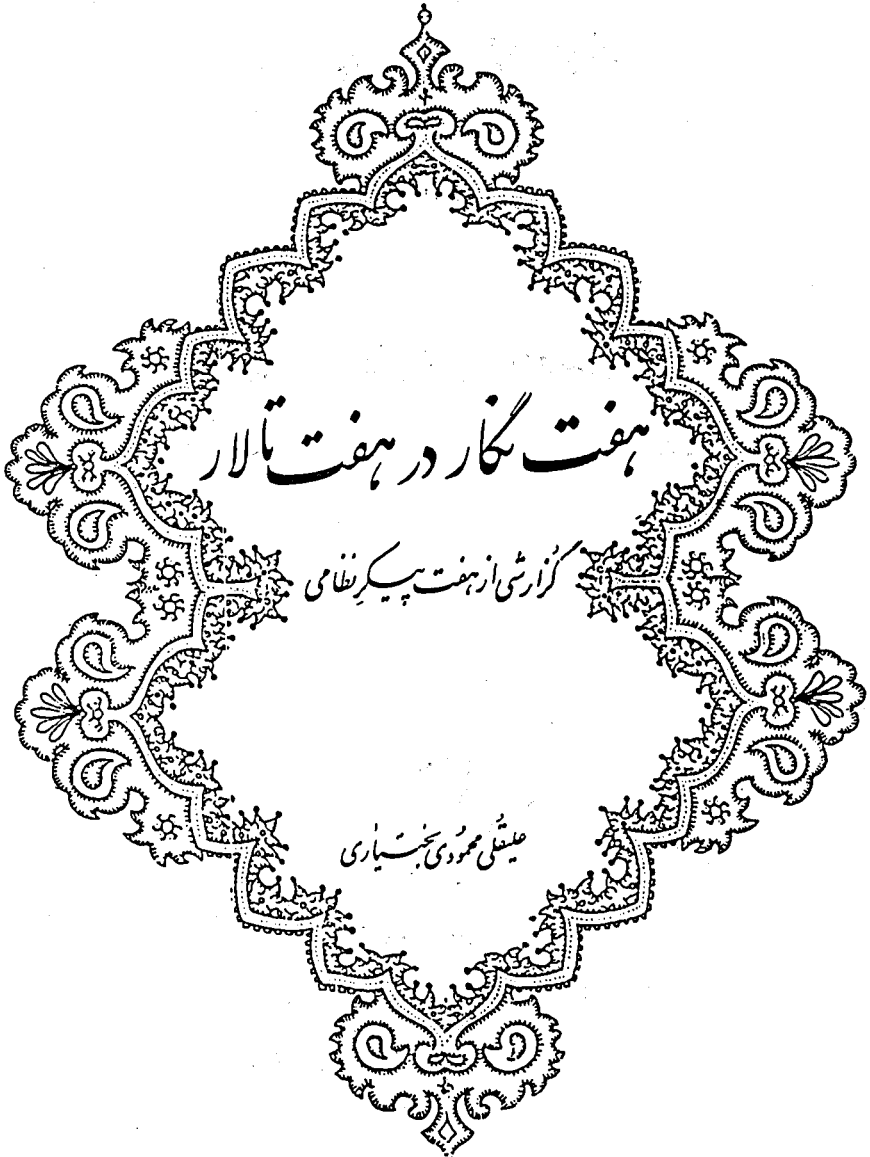 هفت نگار در هفت تالار
گزارشی از هفت پیکرِ نظامی
علیقلی محمودی بختیاری